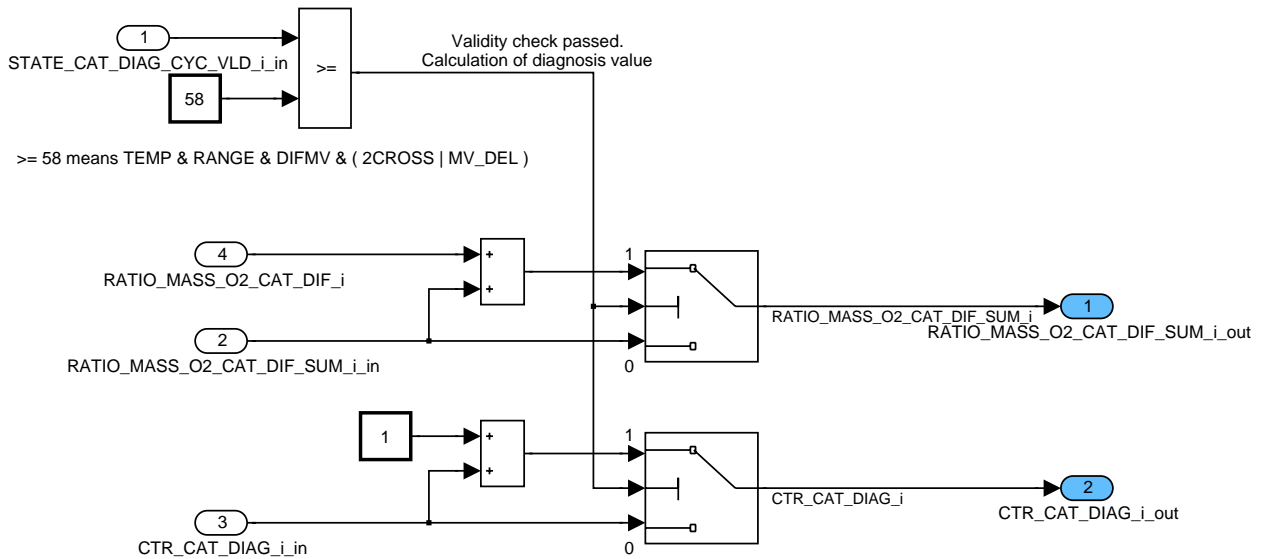 1
STATE_CAT_DIAG_CYC_VLD_i_in
58
>=
Validity check passed.
Calculation of diagnosis value
>= 58 means TEMP & RANGE & DIFMV & ( 2CROSS | MV_DEL )
4
RATIO_MASS_O2_CAT_DIF_i
+
+
2
RATIO_MASS_O2_CAT_DIF_SUM_i_in
1
0
RATIO_MASS_O2_CAT_DIF_SUM_i
1
RATIO_MASS_O2_CAT_DIF_SUM_i_out
1
+
+
3
CTR_CAT_DIAG_i_in
1
0
CTR_CAT_DIAG_i
2
CTR_CAT_DIAG_i_out